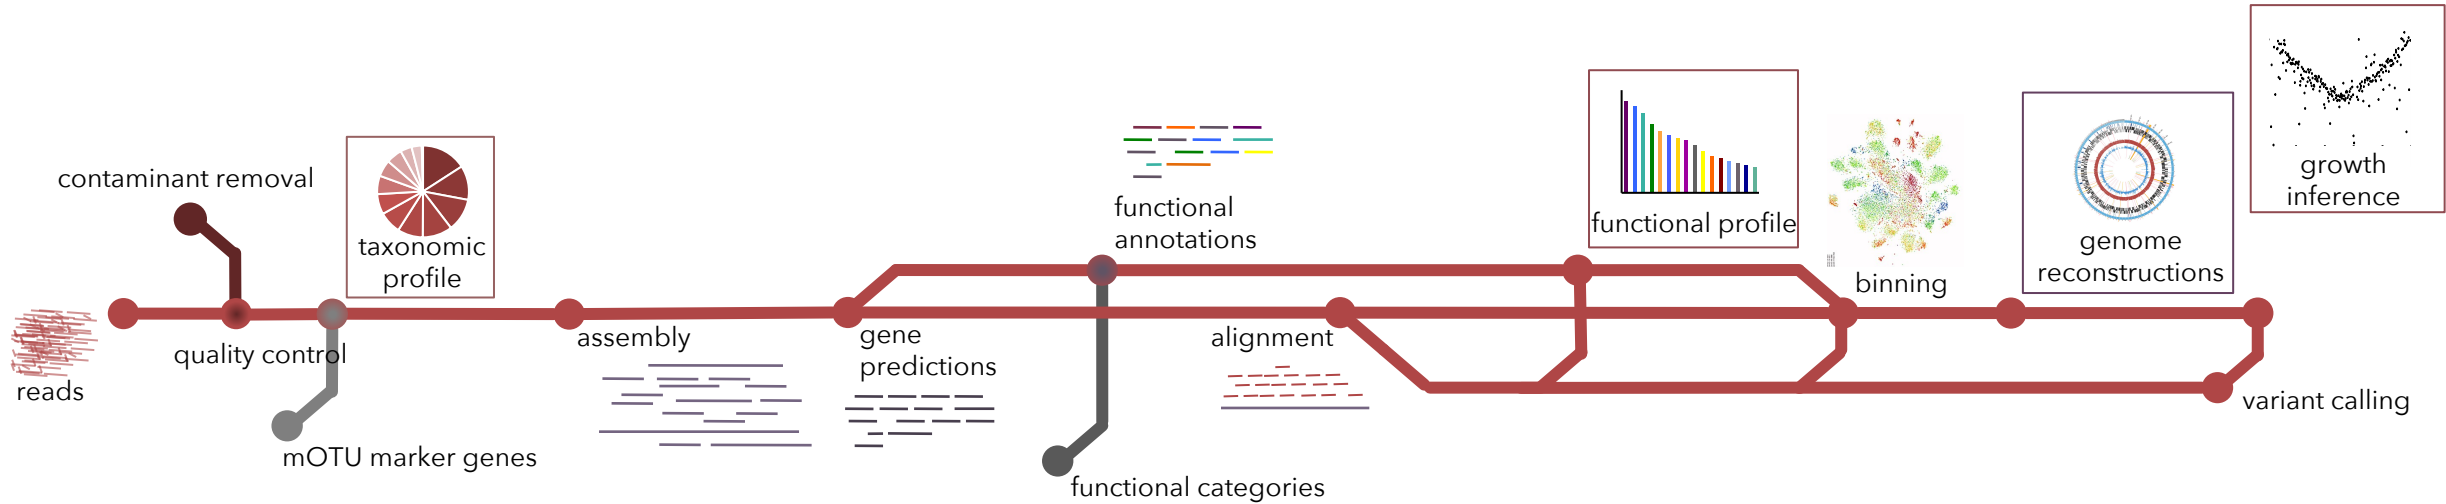 contaminant removal
taxonomic
profile
quality control
reads
mOTU marker genes
assembly
gene
predictions
functional
annotations
functional categories
alignment
functional profile
binning
genome
reconstructions
growth
inference
variant calling